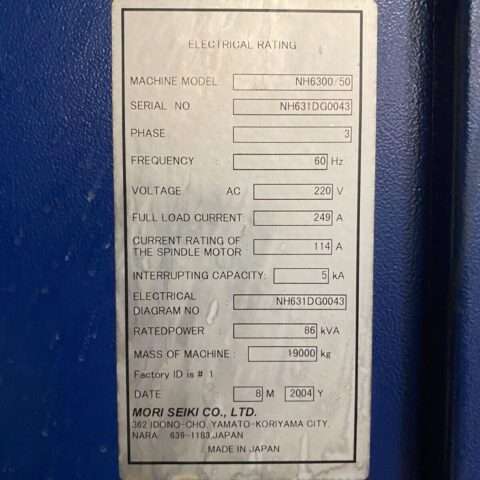 ELECTRICAL RATING
MACHINE MODEL NH6300/50
SERIAL NO NH631DG0043
PHASE 3
FREQUENCY : 60 Hz
VOLTAGE AC 220 V
FULL LOAD CURRENT 249 A
CURRENT RATING OF
THE SPINDLE MOTOR 114 A
INTERRUPTING CAPACITY: 5 kA
ELECTRICAL
DIAGRAM NO : NH631DG0043
RATEDPOWER 86 kVA
MASS OF MACHINE : 19000 kg
Factory ID is # 1
DATE 8 M 2004 Y
MORI SEIKI CO., LTD.
362 IDONO-CHO, YAMATO-KORIYAMA CITY,
NARA 639-1183,JAPAN
MADE IN JAPAN